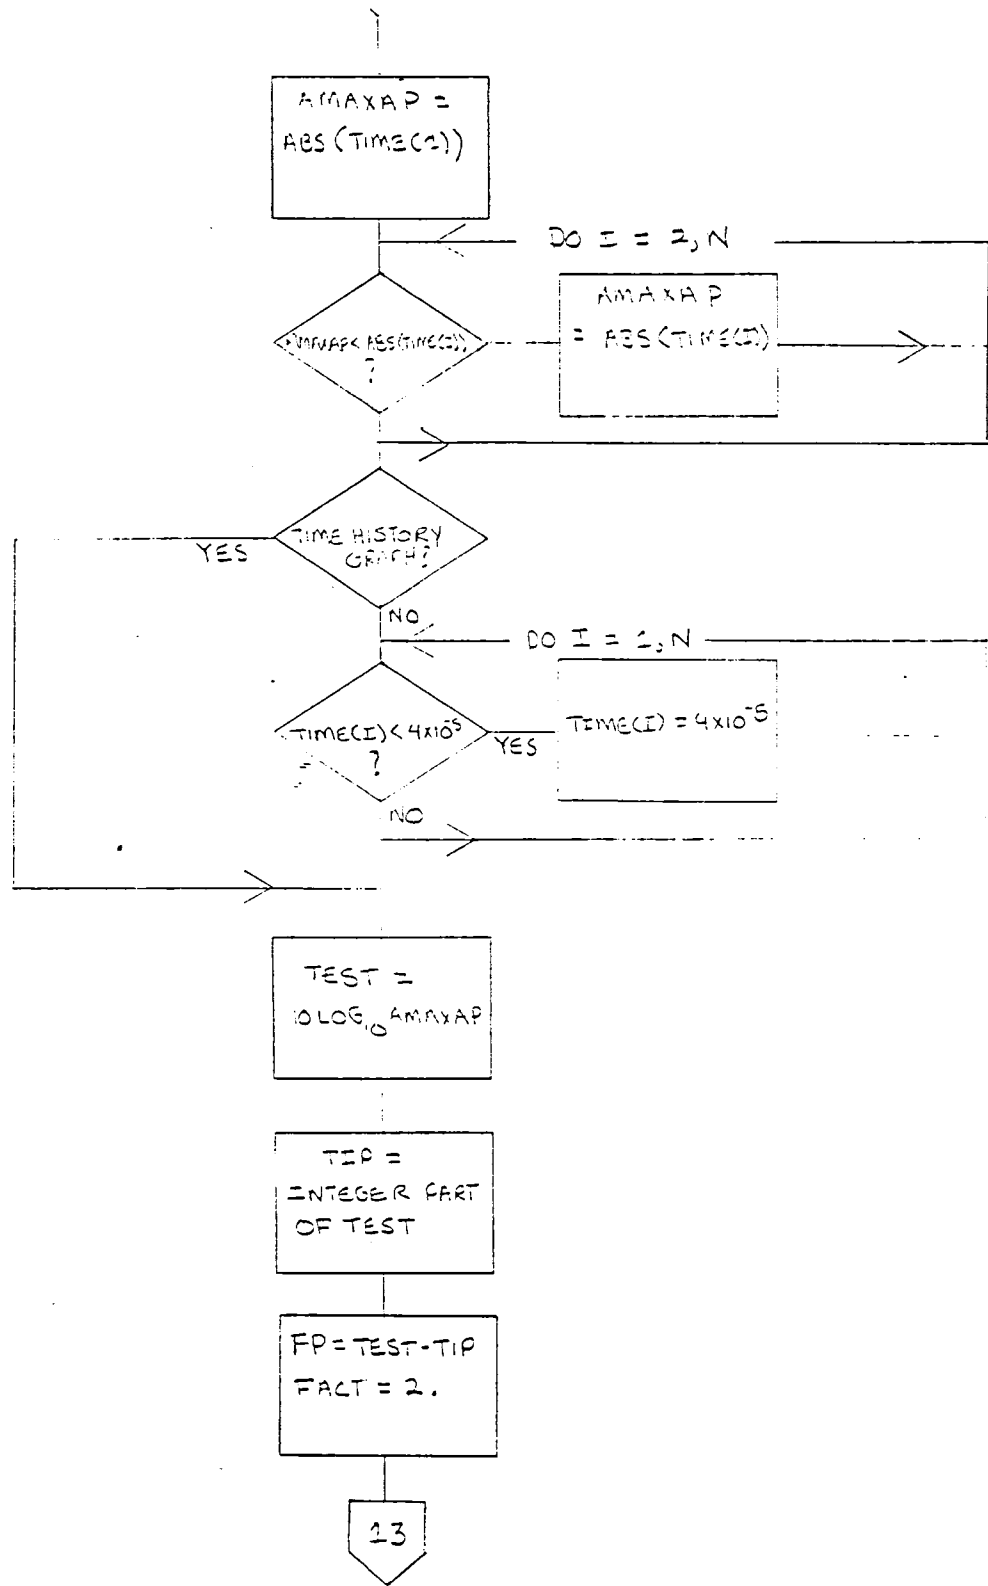 AMAXAP =
ABS(TIME(1))
DO I = 2, N
AMAXAP < ABS(TIME(I))
?
AMAXAP
= ABS(TIME(I))
TIME HISTORY
GRAPH?
YES
NO
DO I = 1, N
TIME(I) < 4x10⁻⁵
?
YES
TIME(I) = 4x10⁻⁵
NO
TEST =
10LOG₁₀ AMAXAP
TIP =
INTEGER PART
OF TEST
FP = TEST-TIP
FACT = 2.
13